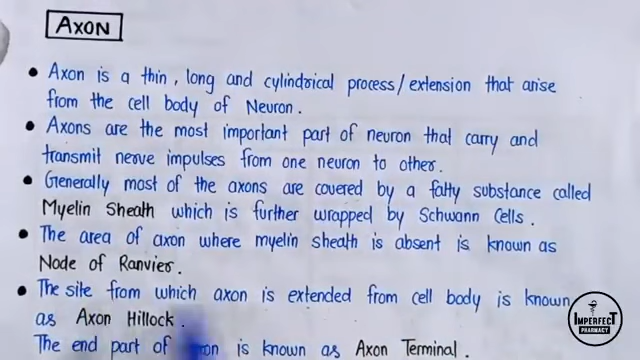 AXON
• Axon is a thin, long and cylindrical process/extension that arise
from the cell body of Neuron.
• Axons are the most important part of neuron that carry and
transmit nerve impulses from one neuron to other.
• Generally most of the axons are covered by a fatty substance called
Myelin Sheath which is further wrapped by Schwann Cells.
• The area of axon where myelin sheath is absent is known as
Node of Ranvier.
• The site from which axon is extended from cell body is known
as Axon Hillock.
The end part of is known as Axon Terminal.
IMPERFECT
PHARMACY